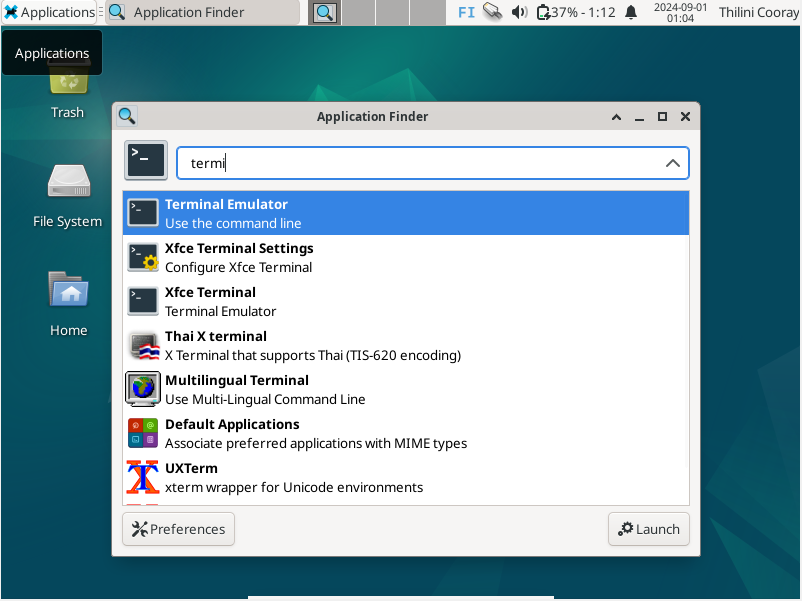 Applications
Application Finder
FI
37% - 1:12
2024-09-01
01:04
Thilini Cooray
Applications
Trash
File System
Home
Application Finder
termi
Terminal Emulator
Use the command line
Xfce Terminal Settings
Configure Xfce Terminal
Xfce Terminal
Terminal Emulator
Thai X terminal
X Terminal that supports Thai (TIS-620 encoding)
Multilingual Terminal
Use Multi-Lingual Command Line
Default Applications
Associate preferred applications with MIME types
UXTerm
xterm wrapper for Unicode environments
Preferences
Launch